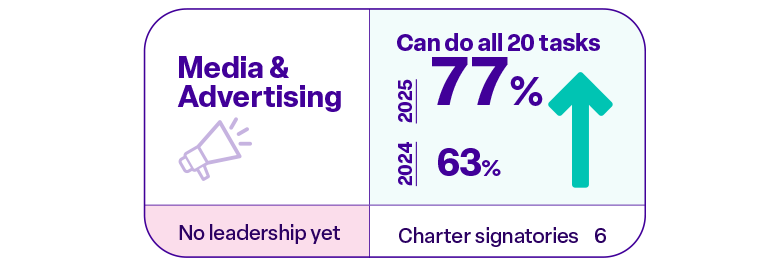 Media &
Advertising
Can do all 20 tasks
2025 77%
2024 63%
No leadership yet
Charter signatories 6